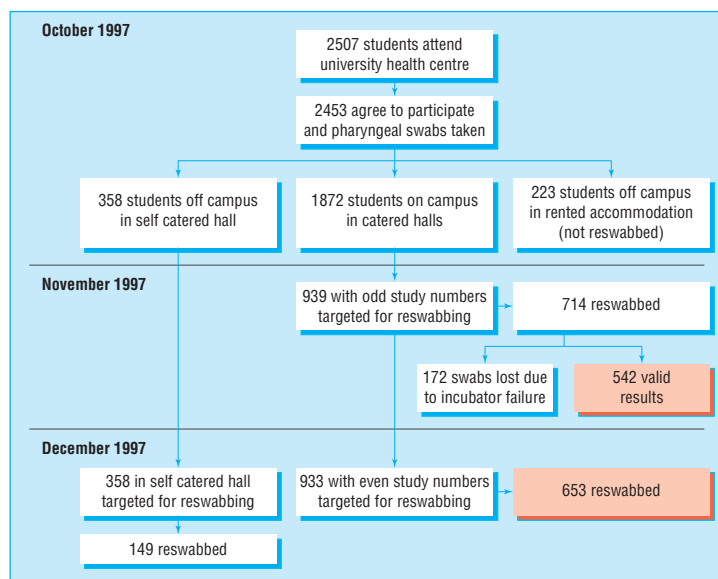 October 1997
2507 students attend
university health centre
2453 agree to participate
and pharyngeal swabs taken
358 students off campus
in self catered hall
1872 students on campus
in catered halls
223 students off campus
in rented accommodation
(not reswabbed)
November 1997
939 with odd study numbers
targeted for reswabbing
714 reswabbed
172 swabs lost due
to incubator failure
542 valid
results
December 1997
358 in self catered hall
targeted for reswabbing
933 with even study numbers
targeted for reswabbing
653 reswabbed
149 reswabbed